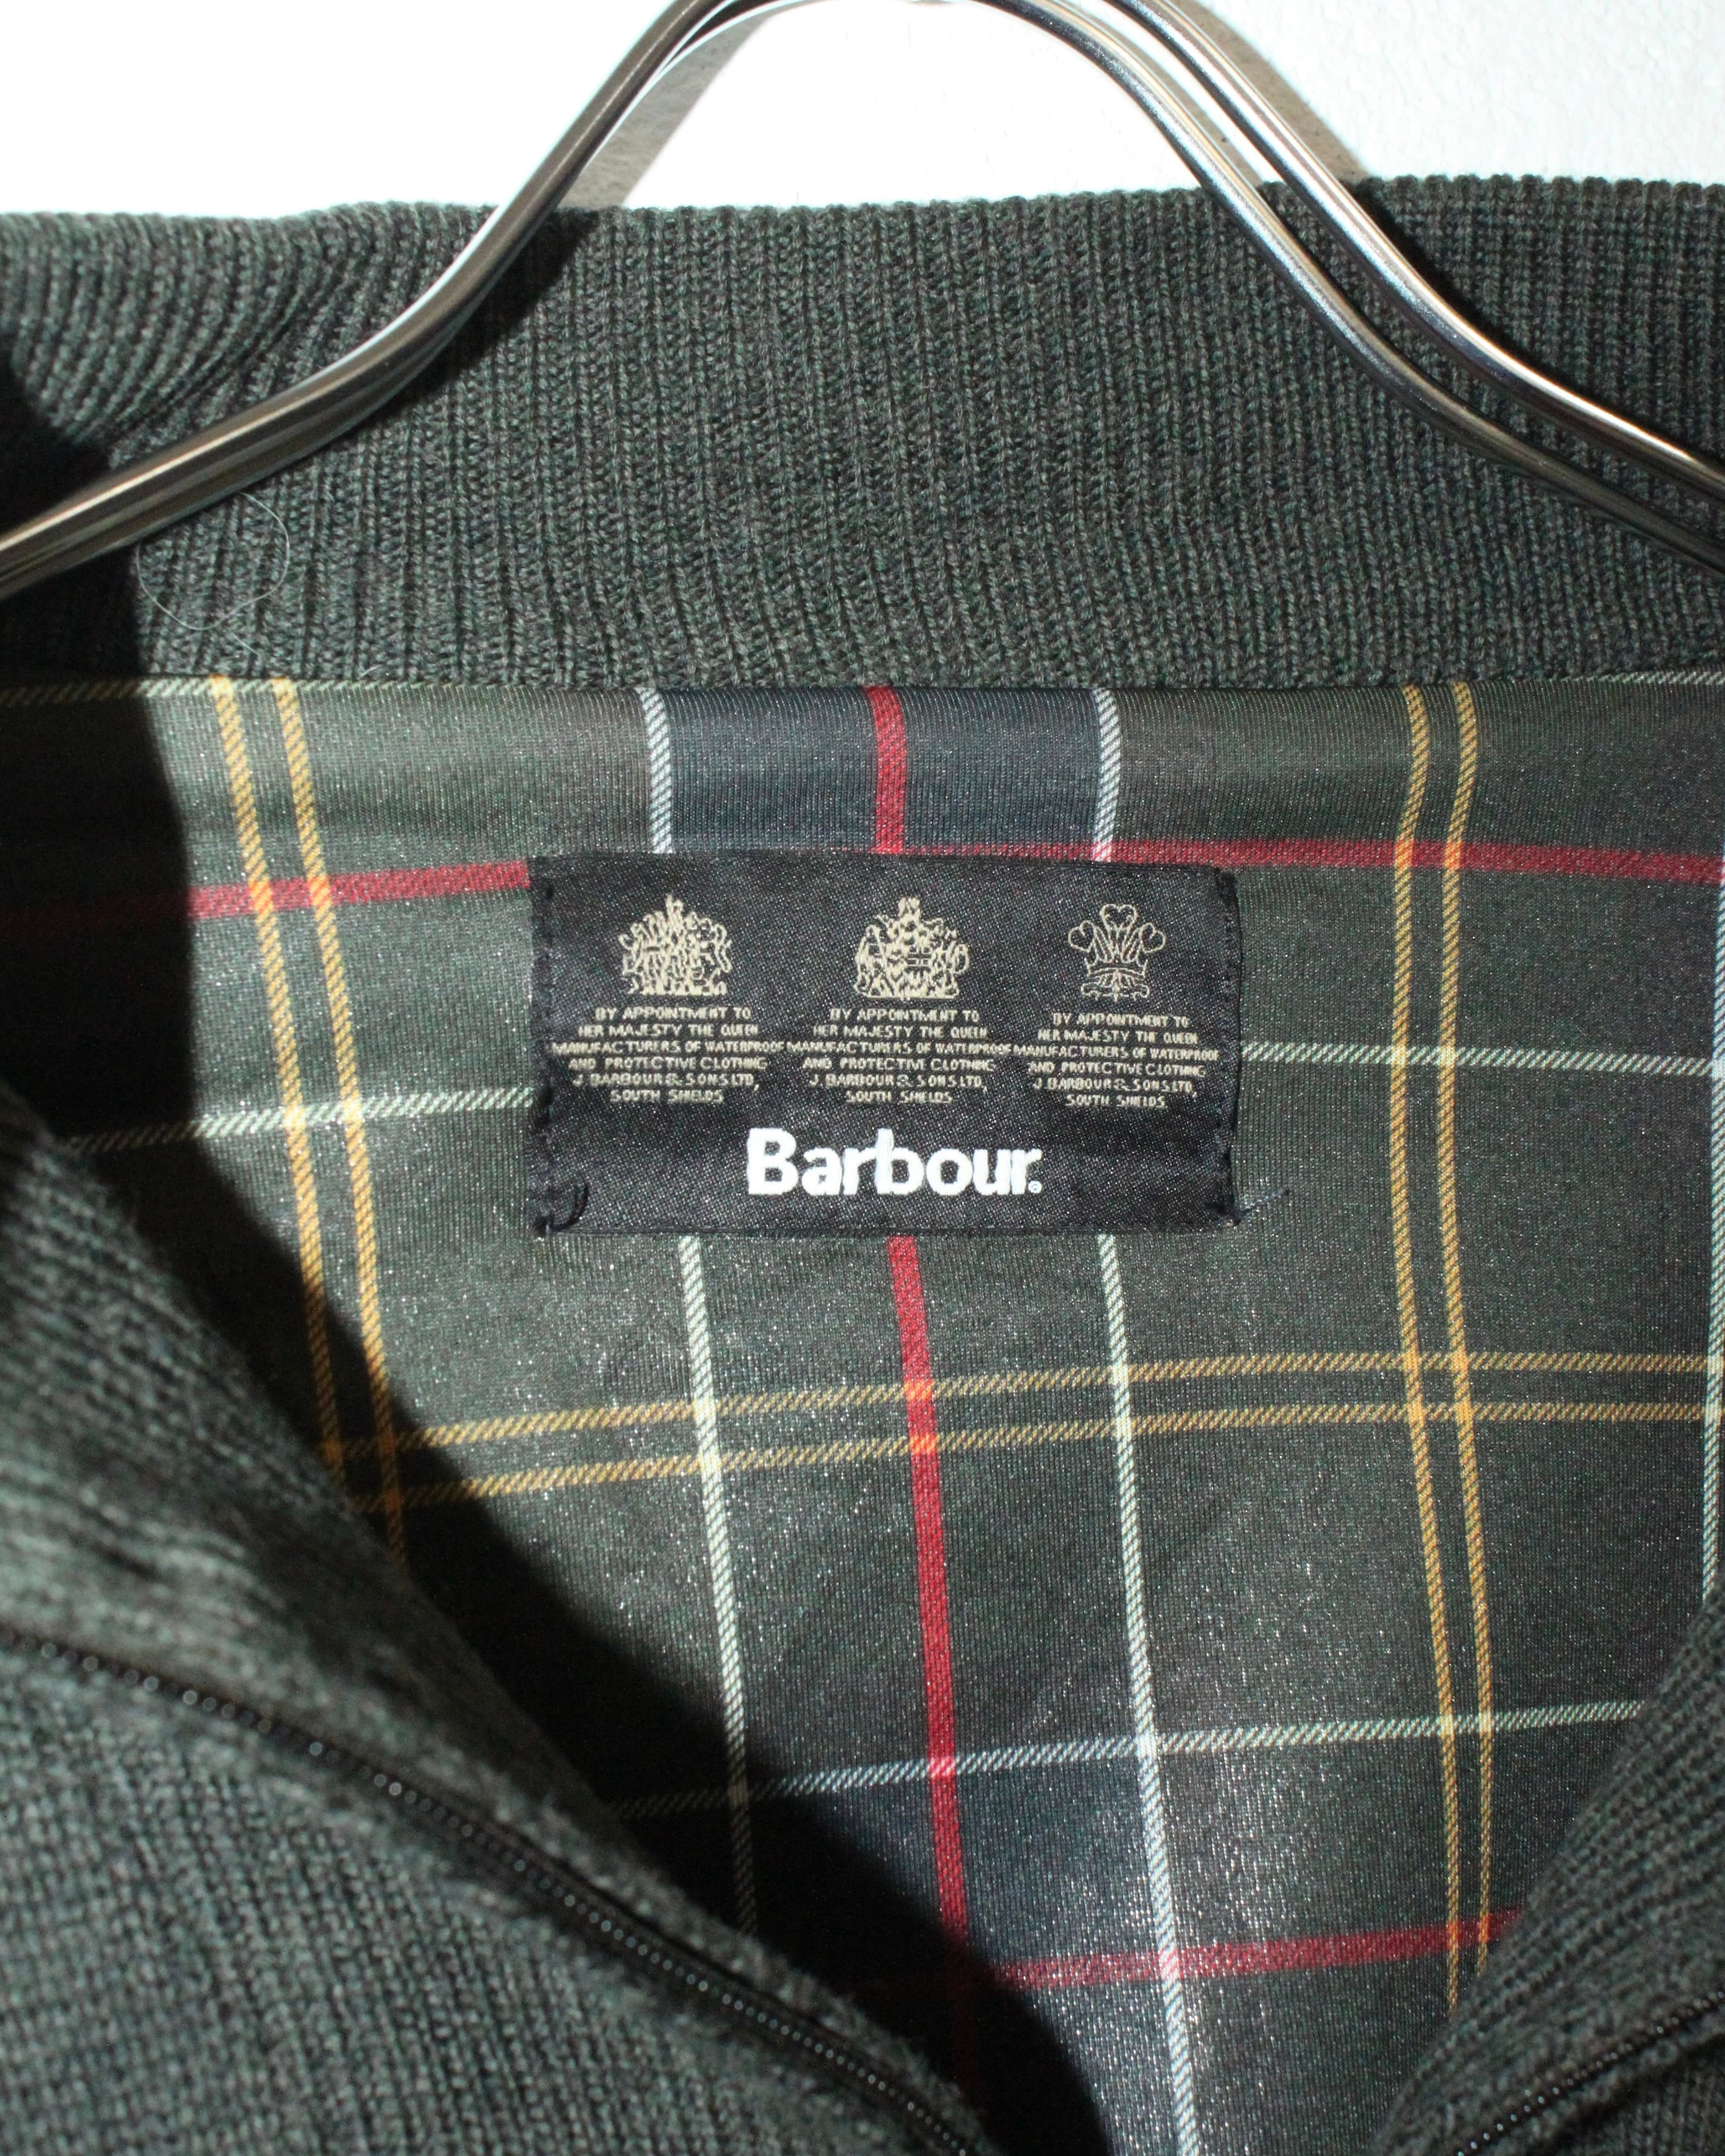 BY APPOINTMENT TO
HER MAJESTY THE QUEEN
MANUFACTURERS OF WATERPROOF
AND PROTECTIVE CLOTHING
J. BARBOUR & SONS LTD,
SOUTH SHIELDS
BY APPOINTMENT TO
HER MAJESTY THE QUEEN
MANUFACTURERS OF WATERPROOF
AND PROTECTIVE CLOTHING
J. BARBOUR & SONS LTD,
SOUTH SHIELDS
BY APPOINTMENT TO
HER MAJESTY THE QUEEN
MANUFACTURERS OF WATERPROOF
AND PROTECTIVE CLOTHING
J. BARBOUR & SONS LTD,
SOUTH SHIELDS.
Barbour®